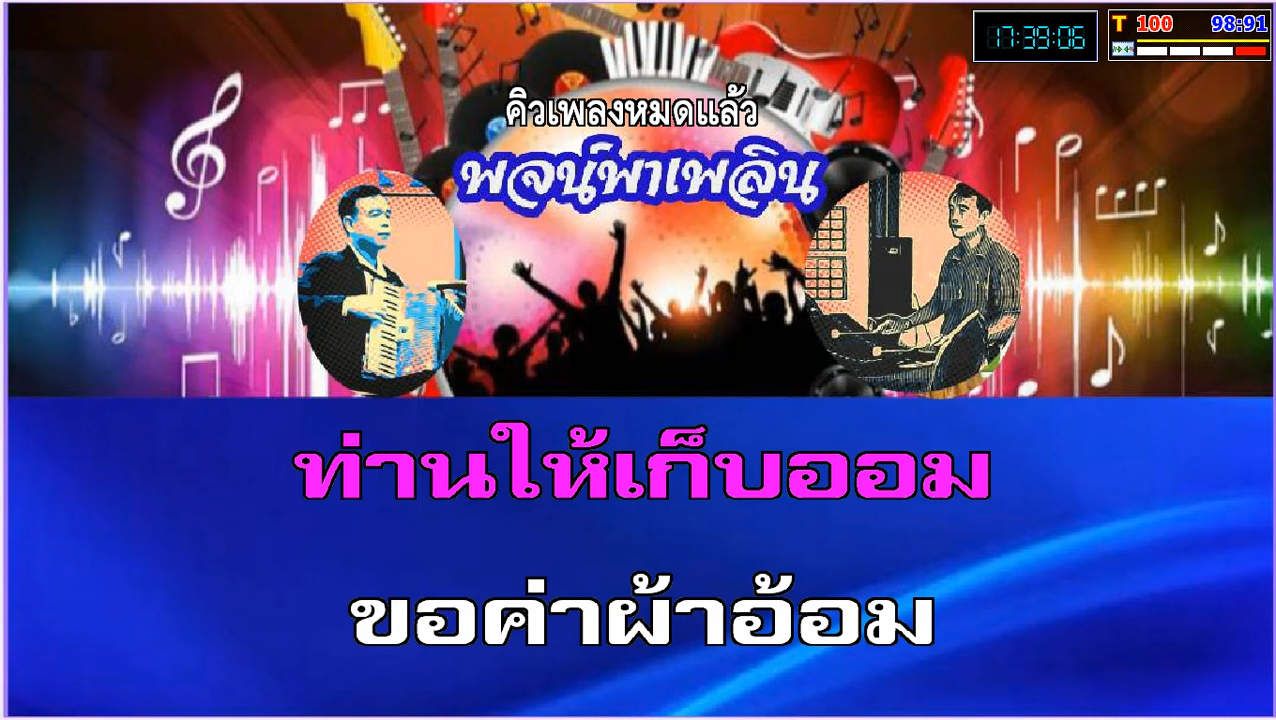 17:39:06
T 100 98:91
คิวเพลงหมดแล้ว
พจน์พาเพลิน
ท่านให้เก็บออม
ขอค่าผ้าอ้อม